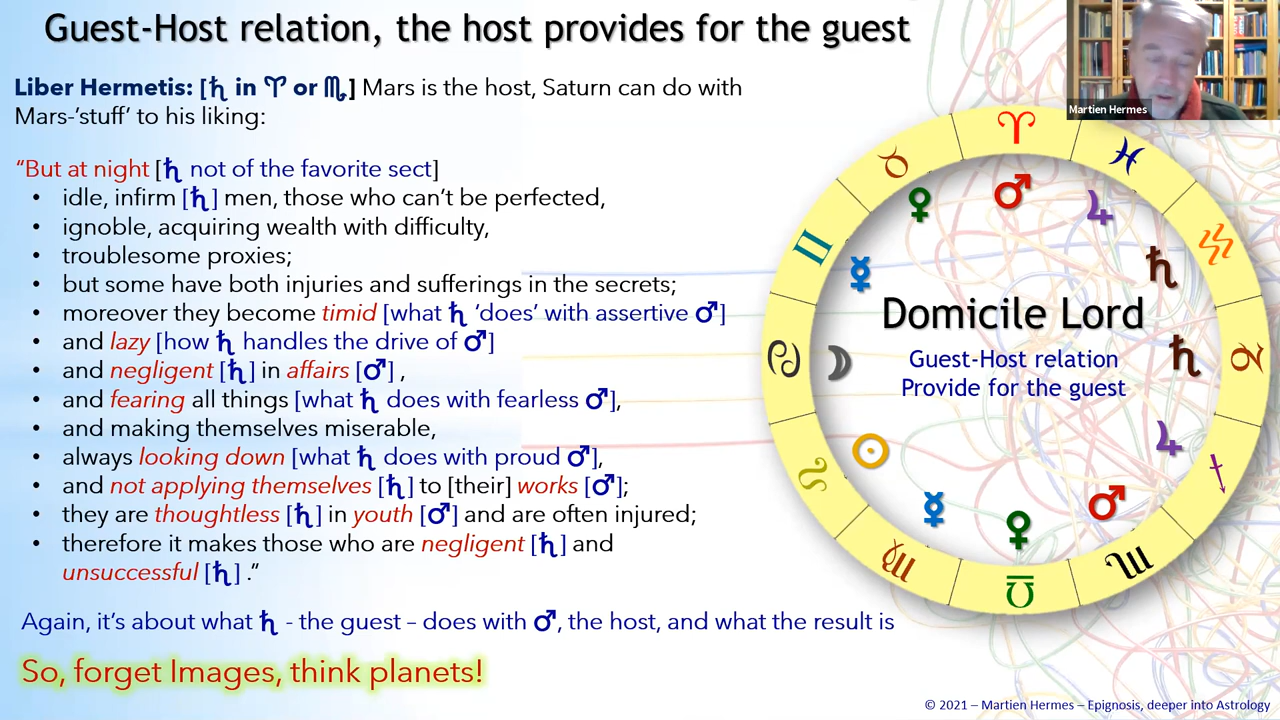 Guest-Host relation, the host provides for the guest
Liber Hermetis: [♄ in ♈ or ♏] Mars is the host, Saturn can do with
Mars-‘stuff’ to his liking:
“But at night [♄ not of the favorite sect]
• idle, infirm [♄] men, those who can’t be perfected,
• ignoble, acquiring wealth with difficulty,
• troublesome proxies;
• but some have both injuries and sufferings in the secrets;
• moreover they become timid [what ♄ ‘does’ with assertive ♂]
• and lazy [how ♄ handles the drive of ♂]
• and negligent [♄] in affairs [♂] ,
• and fearing all things [what ♄ does with fearless ♂],
• and making themselves miserable,
• always looking down [what ♄ does with proud ♂],
• and not applying themselves [♄] to [their] works [♂];
• they are thoughtless [♄] in youth [♂] and are often injured;
• therefore it makes those who are negligent [♄] and
unsuccessful [♄] .“
Again, it’s about what ♄ - the guest – does with ♂, the host, and what the result is
So, forget Images, think planets!
Martien Hermes
♈
♉ ♓
♂
♀ ♃
♊ ♒
☿ ♄
Domicile Lord
Guest-Host relation
Provide for the guest
♋ ☽ ♄ ♑
☉ ♃
♌ ♐
☿ ♀ ♂
♍ ♎ ♏
© 2021 – Martien Hermes – Epignosis, deeper into Astrology